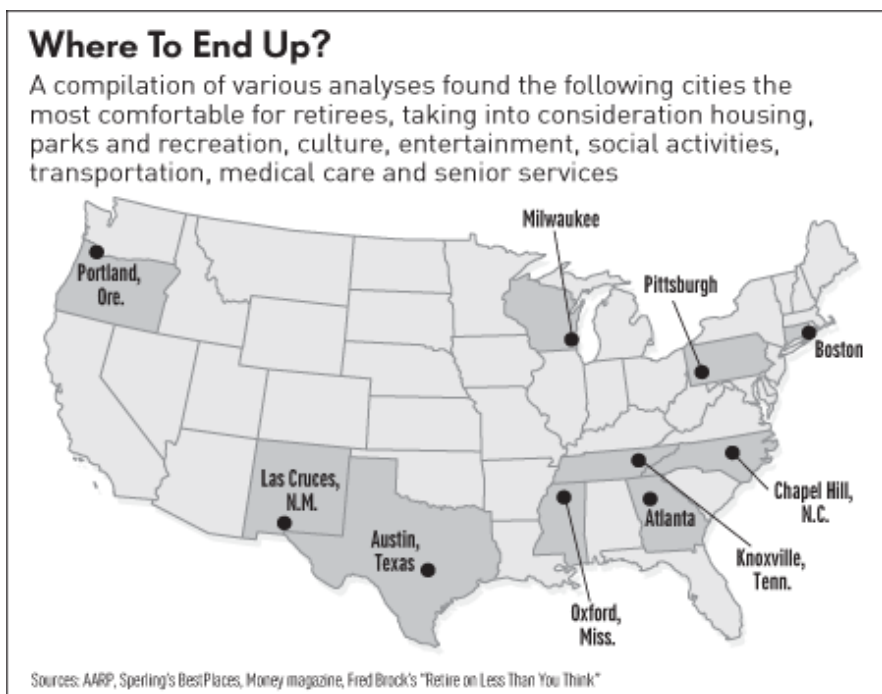 Where To End Up?
A compilation of various analyses found the following cities the
most comfortable for retirees, taking into consideration housing,
parks and recreation, culture, entertainment, social activities,
transportation, medical care and senior services
Milwaukee
Portland,
Ore.
Pittsburgh
Boston
Las Cruces,
N.M.
Austin,
Texas
Atlanta
Chapel Hill,
N.C.
Knoxville,
Tenn.
Oxford,
Miss.
Sources: AARP, Sperling's BestPlaces, Money magazine, Fred Brock's "Retire on Less Than You Think"